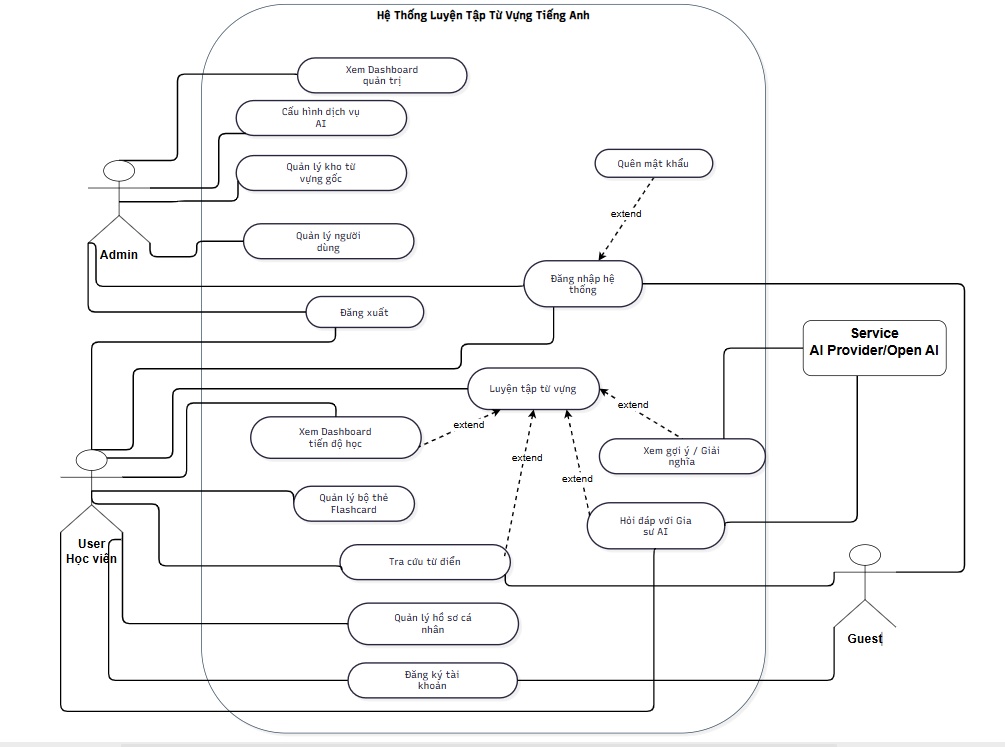 Hệ Thống Luyện Tập Từ Vựng Tiếng Anh
Xem Dashboard
quản trị
Cấu hình dịch vụ
AI
Quản lý kho từ
vựng gốc
Quên mật khẩu
extend
Quản lý người
dùng
Admin
Đăng nhập hệ
thống
Đăng xuất
Service
AI Provider/Open AI
Luyện tập từ vựng
extend
extend
Xem Dashboard
tiến độ học
Xem gợi ý / Giải
nghĩa
extend
extend
Quản lý bộ thẻ
Flashcard
Hỏi đáp với Gia
sư AI
User
Học viên
Tra cứu từ điển
Quản lý hồ sơ cá
nhân
Guest
Đăng ký tài
khoản